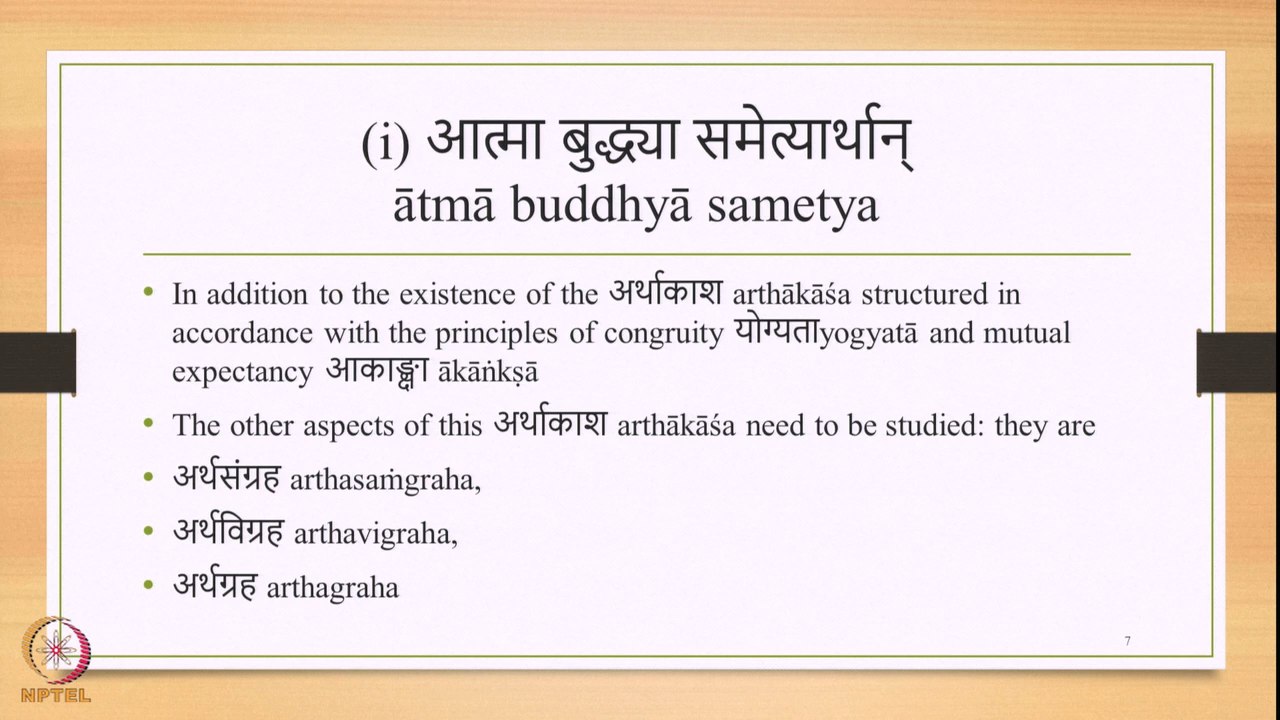 (i) आत्मा बुद्ध्या समेत्यार्थान्
ātmā buddhyā sametya
• In addition to the existence of the अर्थाकाश arthākāśa structured in
accordance with the principles of congruity योग्यताyogyatā and mutual
expectancy आकाङ्क्षा ākāṅkṣā
• The other aspects of this अर्थाकाश arthākāśa need to be studied: they are
• अर्थसंग्रह arthasaṁgraha,
• अर्थविग्रह arthavigraha,
• अर्थग्रह arthagraha
7
NPTEL